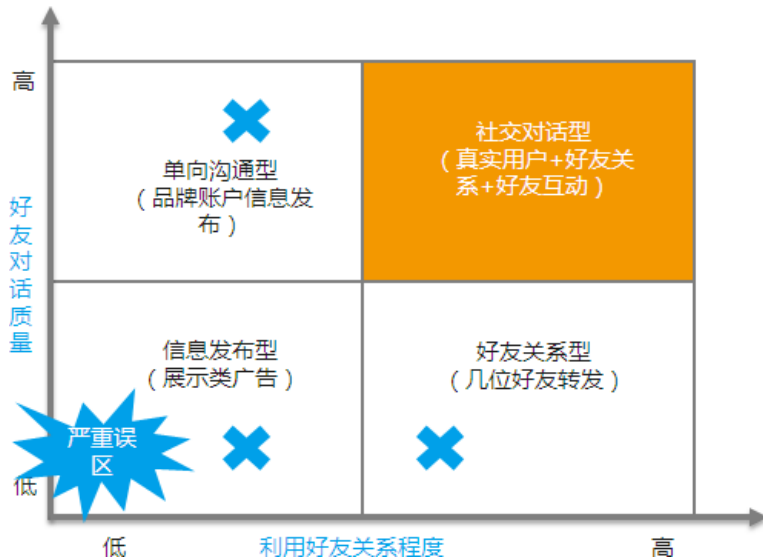 高
单向沟通型
（品牌账户信息发
布）
社交对话型
（真实用户+好友关
系+好友互动）
好
友
对
话
质
量
信息发布型
（展示类广告）
好友关系型
（几位好友转发）
严重误
区
低
低
利用好友关系程度
高